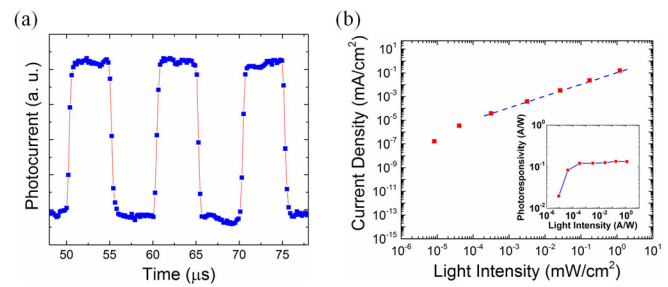 (a)
Photocurrent (a. u.)
50 55 60 65 70 75
Time (μs)
(b)
Current Density (mA/cm²)
10¹
10⁻¹
10⁻³
10⁻⁵
10⁻⁷
10⁻⁹
10⁻¹¹
10⁻¹³
10⁻¹⁵
10⁻⁶ 10⁻⁵ 10⁻⁴ 10⁻³ 10⁻² 10⁻¹ 10⁰ 10¹
Light Intensity (mW/cm²)
Photoresponsivity (A/W)
10⁰
10⁻¹
10⁻²
10⁻⁶ 10⁻⁴ 10⁻² 10⁰
Light Intensity (A/W)